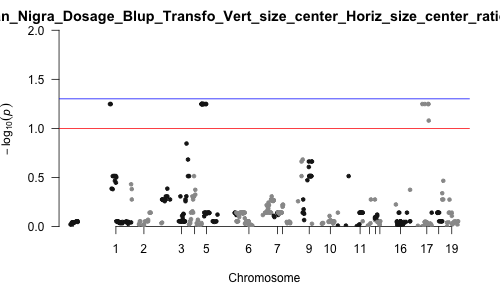 n_Nigra_Dosage_Blup_Transfo_Vert_size_center_Horiz_size_center_rati
2.0
1.5
1.0
0.5
0.0
− log₁₀(p)
1 2 3 5 6 7 9 10 11 16 17 19
Chromosome